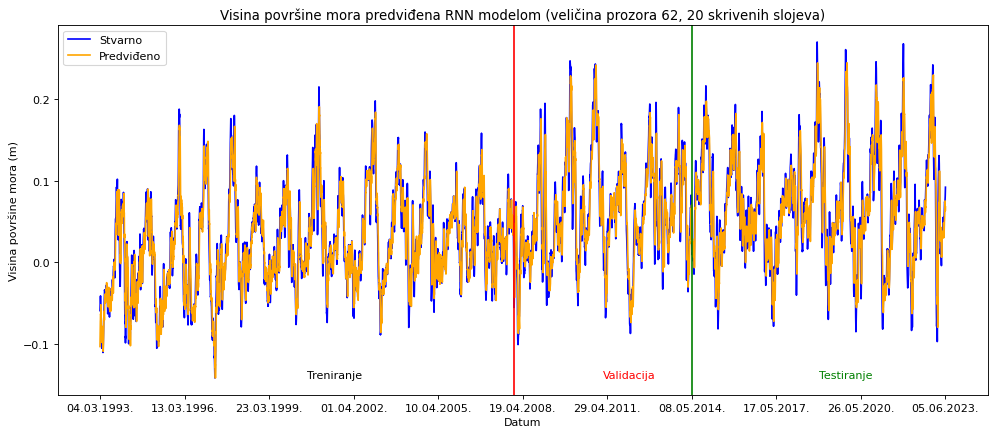 Visina površine mora predviđena RNN modelom (veličina prozora 62, 20 skrivenih slojeva)
Stvarno
Predviđeno
Visina površine mora (m)
0.2
0.1
0.0
−0.1
Treniranje
Validacija
Testiranje
04.03.1993.
13.03.1996.
23.03.1999.
01.04.2002.
10.04.2005.
19.04.2008.
29.04.2011.
08.05.2014.
17.05.2017.
26.05.2020.
05.06.2023.
Datum